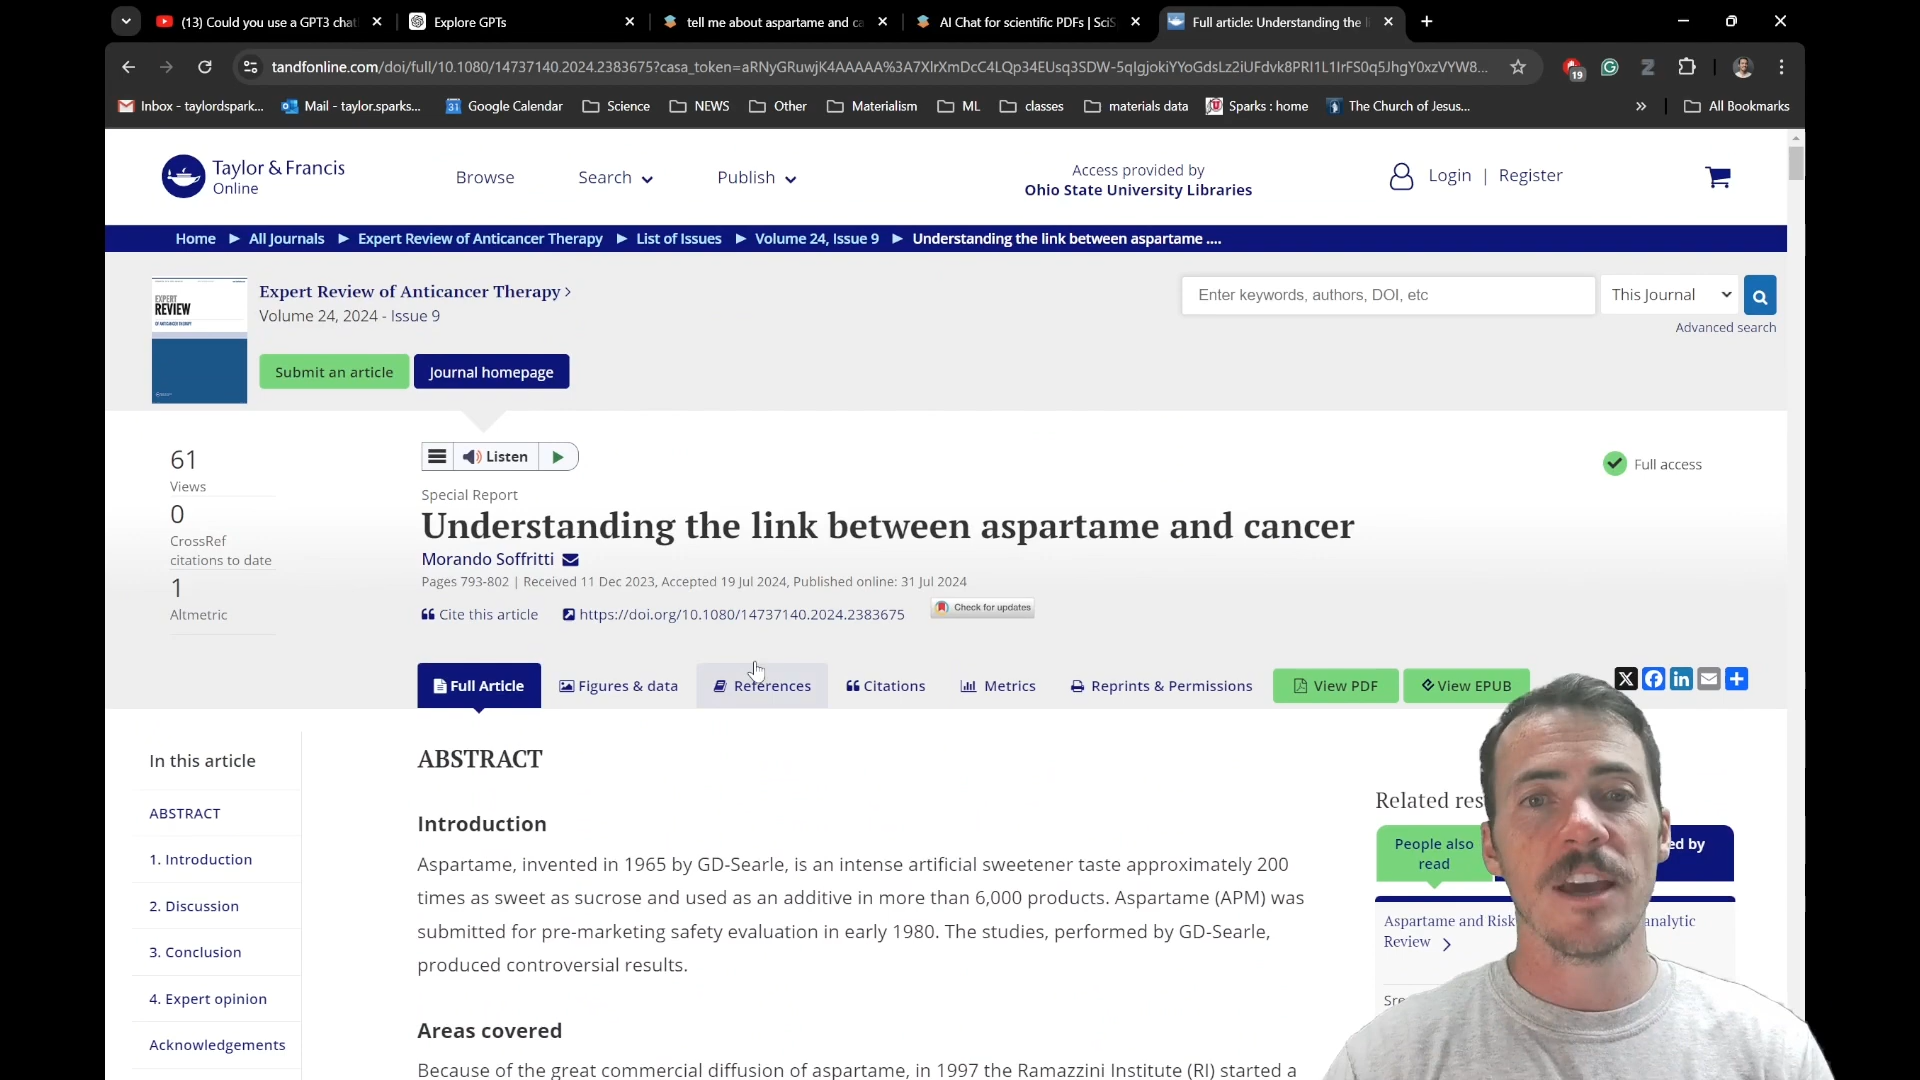 (13) Could you use a GPT3 cha
Explore GPTs
tell me about aspartame and ca
AI Chat for scientific PDFs | SciS
Full article: Understanding the l
tandfonline.com/doi/full/10.1080/14737140.2024.2383675?casa_token=aRNyGRuwjK4AAAAA%3A7XlrXmDcC4LQp34EUsq3SDW-5qIgjokiYYoGdsLz2iUFdvk8PRI1L1IrFS0q5JhgY0xzVYW8...
19
Inbox - taylordspark...
Mail - taylor.sparks...
Google Calendar
Science
NEWS
Other
Materialism
ML
classes
materials data
Sparks : home
The Church of Jesus...
»
All Bookmarks
Taylor & Francis
Online
Browse
Search
Publish
Access provided by
Ohio State University Libraries
Login | Register
Home ► All Journals ► Expert Review of Anticancer Therapy ► List of Issues ► Volume 24, Issue 9 ► Understanding the link between aspartame ....
EXPERT
REVIEW
OF ANTICANCER THERAPY
Expert Review of Anticancer Therapy >
Volume 24, 2024 - Issue 9
Enter keywords, authors, DOI, etc
This Journal
Advanced search
Submit an article
Journal homepage
61
Views
0
CrossRef
citations to date
1
Altmetric
Listen
Full access
Special Report
Understanding the link between aspartame and cancer
Morando Soffritti
Pages 793-802 | Received 11 Dec 2023, Accepted 19 Jul 2024, Published online: 31 Jul 2024
Cite this article
https://doi.org/10.1080/14737140.2024.2383675
Check for updates
Full Article
Figures & data
References
Citations
Metrics
Reprints & Permissions
View PDF
View EPUB
In this article
ABSTRACT
1. Introduction
2. Discussion
3. Conclusion
4. Expert opinion
Acknowledgements
ABSTRACT
Introduction
Aspartame, invented in 1965 by GD-Searle, is an intense artificial sweetener taste approximately 200
times as sweet as sucrose and used as an additive in more than 6,000 products. Aspartame (APM) was
submitted for pre-marketing safety evaluation in early 1980. The studies, performed by GD-Searle,
produced controversial results.
Areas covered
Because of the great commercial diffusion of aspartame, in 1997 the Ramazzini Institute (RI) started a
Related res
People also
read
ed by
Aspartame and Risk
analytic
Review
Sre